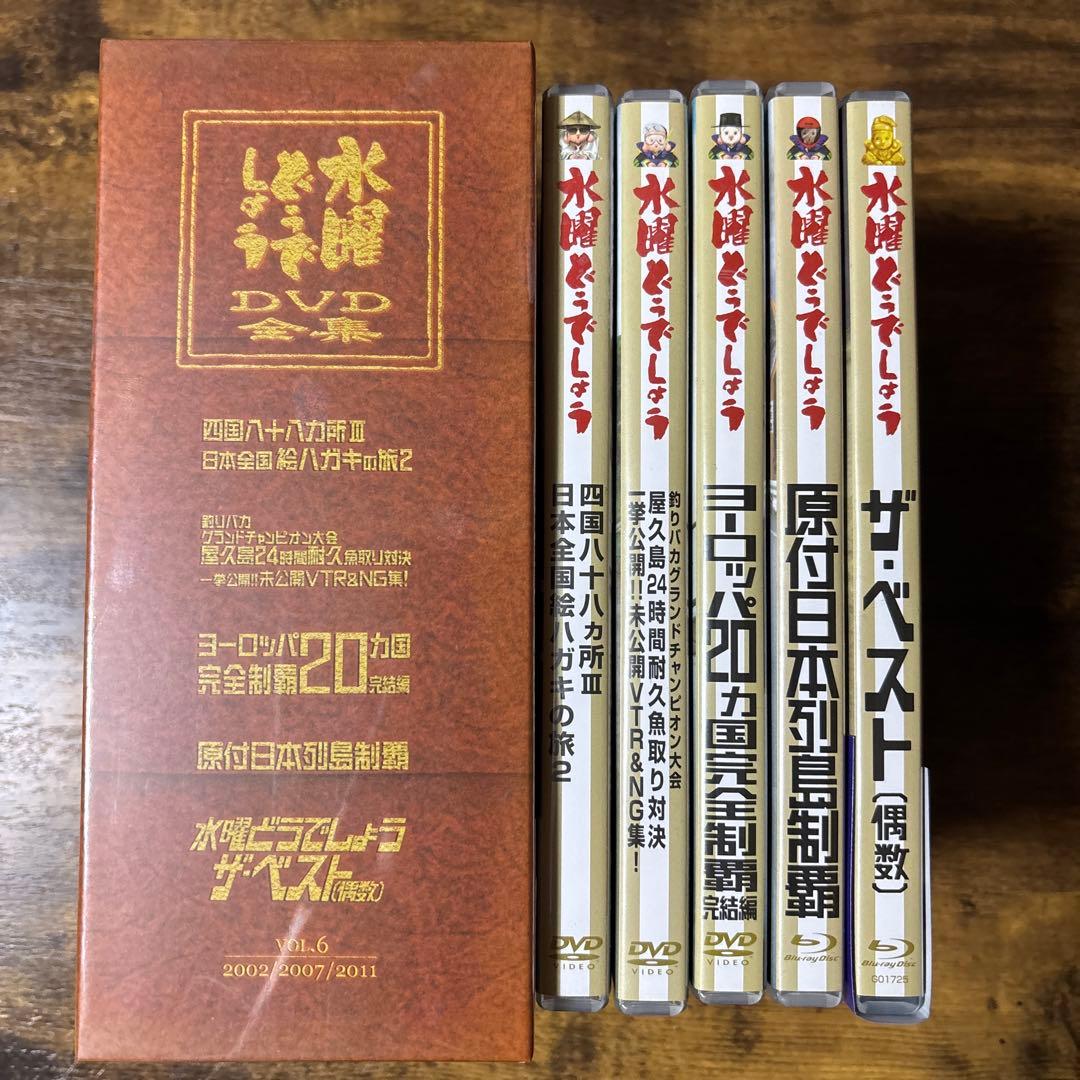 水曜
どうで
しょう
DVD
全集
四国八十八カ所Ⅲ
日本全国 絵ハガキの旅2
釣りバカ
グランドチャンピオン大会
屋久島24時間耐久魚取り対決
一挙公開!!未公開VTR&NG集!
ヨーロッパ20カ国
完全制覇 完結編
原付日本列島制覇
水曜どうでしょう
ザ・ベスト(偶数)
VOL.6
2002/2007/2011
水曜どうでしょう
四国八十八カ所Ⅲ
日本全国絵ハガキの旅2
DVD
VIDEO
水曜どうでしょう
釣りバカグランドチャンピオン大会
屋久島24時間耐久魚取り対決
一挙公開!!未公開VTR&NG集!
DVD
VIDEO
水曜どうでしょう
ヨーロッパ20カ国完全制覇 完結編
DVD
VIDEO
水曜どうでしょう
原付日本列島制覇
Blu-ray Disc
水曜どうでしょう
ザ・ベスト(偶数)
Blu-ray Disc
G01725